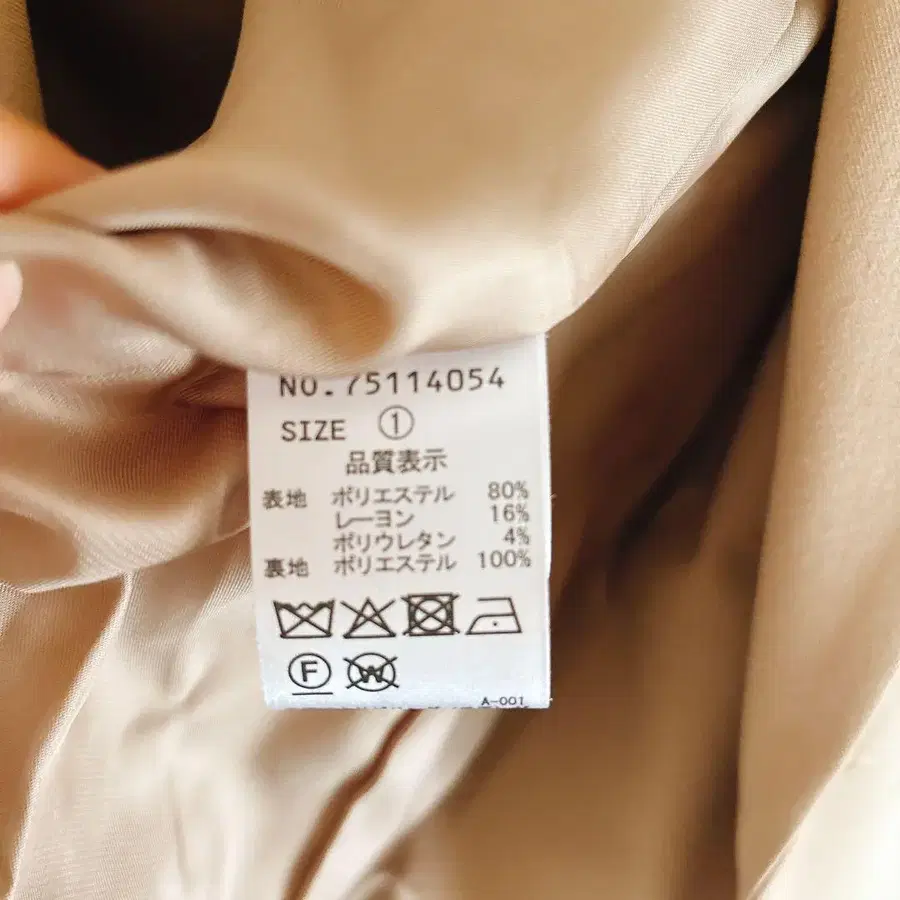 NO.75114054
SIZE ①
品質表示
表地 ポリエステル 80%
レーヨン 16%
ポリウレタン 4%
裏地 ポリエステル 100%
F W
A-001